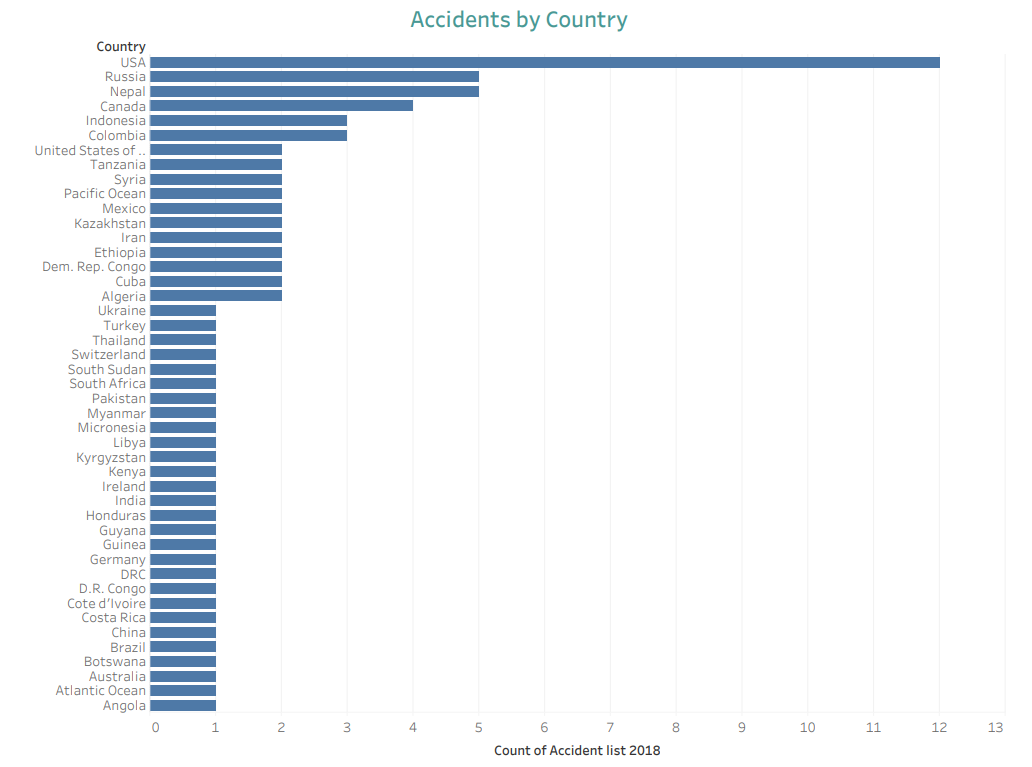 Accidents by Country
Country
USA
Russia
Nepal
Canada
Indonesia
Colombia
United States of ..
Tanzania
Syria
Pacific Ocean
Mexico
Kazakhstan
Iran
Ethiopia
Dem. Rep. Congo
Cuba
Algeria
Ukraine
Turkey
Thailand
Switzerland
South Sudan
South Africa
Pakistan
Myanmar
Micronesia
Libya
Kyrgyzstan
Kenya
Ireland
India
Honduras
Guyana
Guinea
Germany
DRC
D.R. Congo
Cote d'Ivoire
Costa Rica
China
Brazil
Botswana
Australia
Atlantic Ocean
Angola
0 1 2 3 4 5 6 7 8 9 10 11 12 13
Count of Accident list 2018